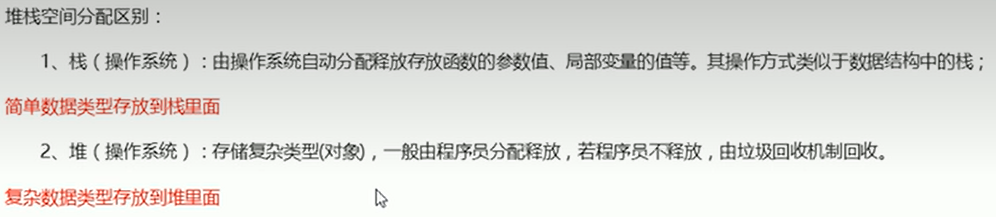 堆栈空间分配区别：
1、栈（操作系统）：由操作系统自动分配释放存放函数的参数值、局部变量的值等。其操作方式类似于数据结构中的栈；
简单数据类型存放到栈里面
2、堆（操作系统）：存储复杂类型(对象)，一般由程序员分配释放，若程序员不释放，由垃圾回收机制回收。
复杂数据类型存放到堆里面